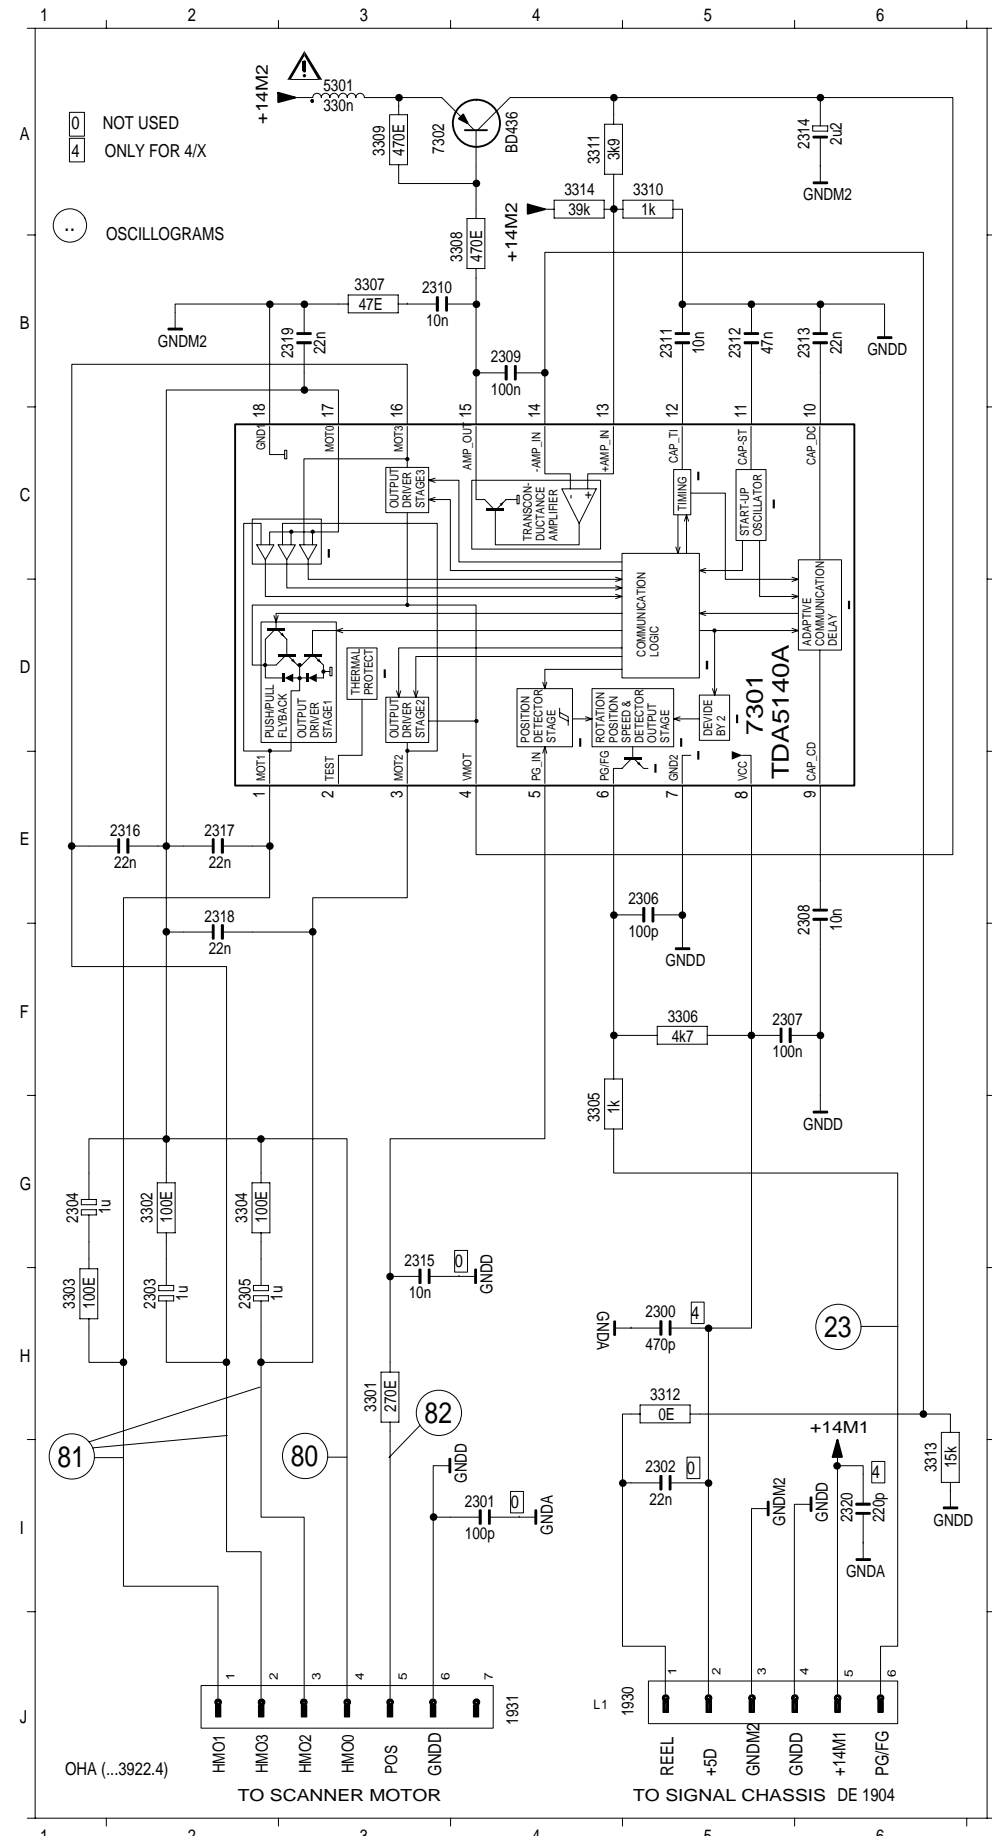 1 2 3 4 5 6
+14M2
5301
330n
A
0 NOT USED
4 ONLY FOR 4/X
3309
470E
7302
BD436
3311
3k9
2314
2u2
GNDM2
3314
39k
3310
1k
+14M2
..
OSCILLOGRAMS
3308
470E
3307
47E
2310
10n
B
GNDM2
2319
22n
2311
10n
2312
47n
2313
22n
GNDD
2309
100n
18 17 16 15 14 13 12 11 10
GND1
MOT0
MOT3
AMP_OUT
-AMP_IN
+AMP_IN
CAP_TI
CAP-ST
CAP_DC
C
OUTPUT
DRIVER
STAGE3
TRANSCON-
DUCTANCE
AMPLIFIER
- +
TIMING
START-UP
OSCILLATOR
COMMUNICATION
LOGIC
ADAPTIVE
COMMUNICATION
DELAY
D
PUSH/PULL
FLYBACK
OUTPUT
DRIVER
STAGE1
THERMAL
PROTECT
OUTPUT
DRIVER
STAGE2
POSITION
DETECTOR
STAGE
ROTATION
POSITION
SPEED &
DETECTOR
OUTPUT
STAGE
DEVIDE
BY 2
7301
TDA5140A
MOT1
TEST
MOT2
VMOT
PG_IN
PG/FG
GND2
VCC
CAP_CD
1 2 3 4 5 6 7 8 9
E
2316
22n
2317
22n
2318
22n
2306
100p
GNDD
2308
10n
F
3306
4k7
2307
100n
3305
1k
GNDD
G
2304
1u
3302
100E
3304
100E
2315
10n
0
GNDD
3303
100E
2303
1u
2305
1u
GNDA
2300
470p
4
23
H
3301
270E
82
3312
0E
+14M1
3313
15k
81
80
GNDD
2302
22n
0
4
GNDM2
GNDD
2320
220p
GNDD
I
2301
100p
0
GNDA
GNDA
1 2 3 4 5 6 7
1931
L1
1930
1 2 3 4 5 6
J
HMO1
HMO3
HMO2
HMO0
POS
GNDD
REEL
+5D
GNDM2
GNDD
+14M1
PG/FG
OHA (...3922.4)
TO SCANNER MOTOR
TO SIGNAL CHASSIS DE 1904
1 2 3 4 5 6